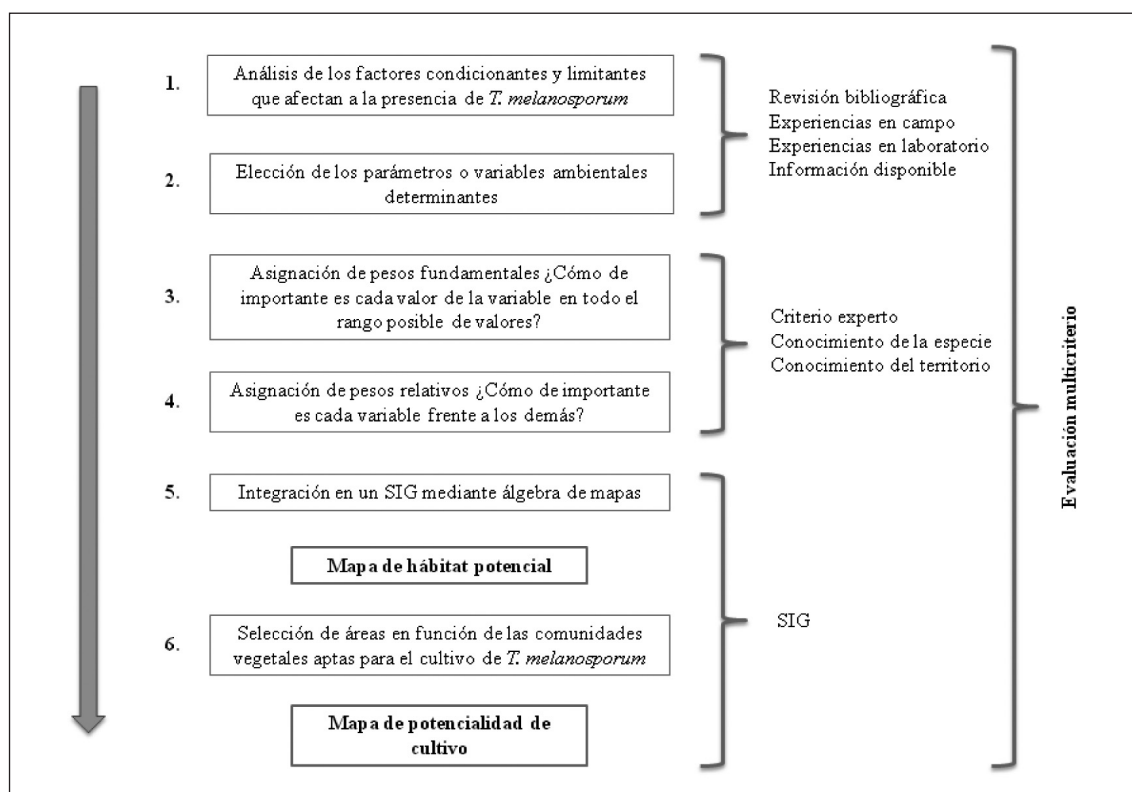 1.
Análisis de los factores condicionantes y limitantes
que afectan a la presencia de T. melanosporum
2.
Elección de los parámetros o variables ambientales
determinantes
Revisión bibliográfica
Experiencias en campo
Experiencias en laboratorio
Información disponible
3.
Asignación de pesos fundamentales ¿Cómo de
importante es cada valor de la variable en todo el
rango posible de valores?
4.
Asignación de pesos relativos ¿Cómo de importante
es cada variable frente a los demás?
Criterio experto
Conocimiento de la especie
Conocimiento del territorio
5.
Integración en un SIG mediante álgebra de mapas
Mapa de hábitat potencial
6.
Selección de áreas en función de las comunidades
vegetales aptas para el cultivo de T. melanosporum
Mapa de potencialidad de
cultivo
SIG
Evaluación multicriterio